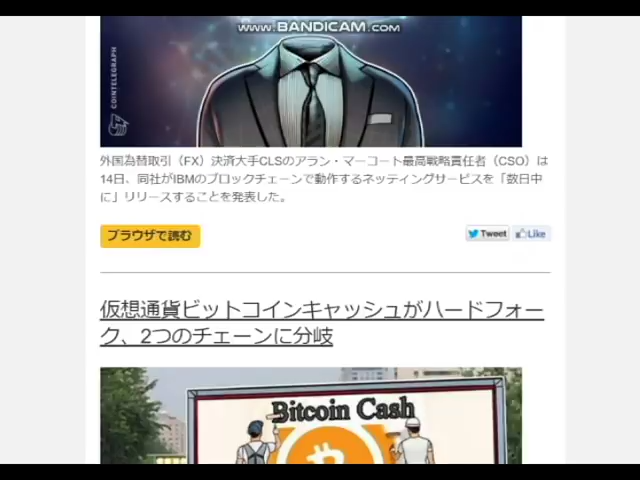 WWW.BANDICAM.COM
COINTELEGRAPH
外国為替取引（FX）決済大手CLSのアラン・マーコート最高戦略責任者（CSO）は
14日、同社がIBMのブロックチェーンで動作するネッティングサービスを「数日中
に」リリースすることを発表した。
ブラウザで読む
Tweet
Like
仮想通貨ビットコインキャッシュがハードフォー
ク、2つのチェーンに分岐
Bitcoin Cash